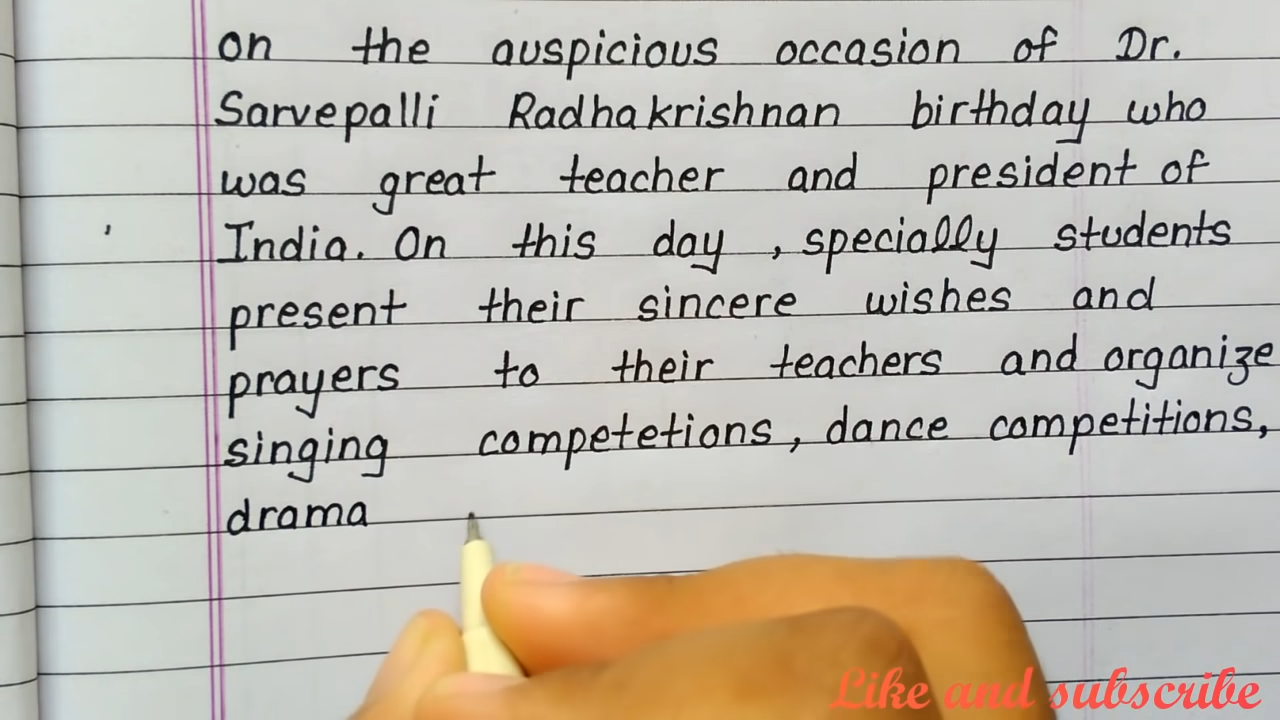 on the auspicious occasion of Dr.
Sarvepalli Radhakrishnan birthday who
was great teacher and president of
India. On this day , specially students
present their sincere wishes and
prayers to their teachers and organize
singing competetions, dance competitions,
drama
Like and subscribe